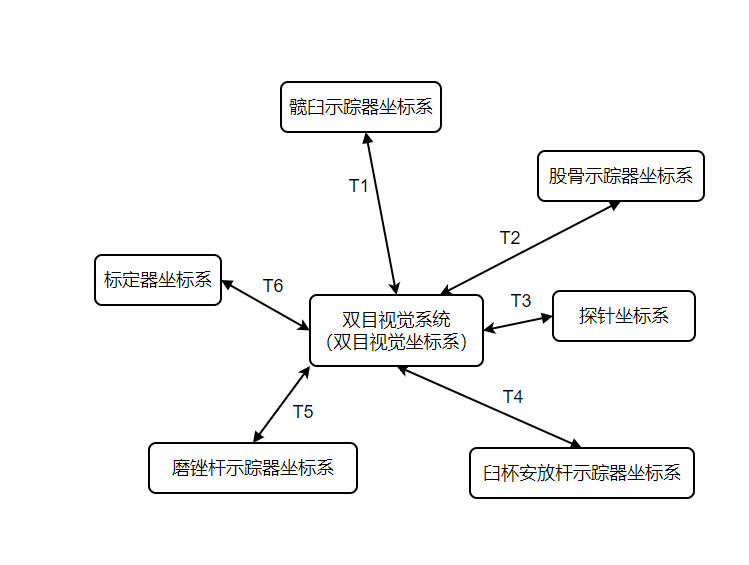 髋臼示踪器坐标系
T1
股骨示踪器坐标系
T2
标定器坐标系
T6
T3
双目视觉系统
（双目视觉坐标系）
探针坐标系
T4
T5
磨锉杆示踪器坐标系
臼杯安放杆示踪器坐标系